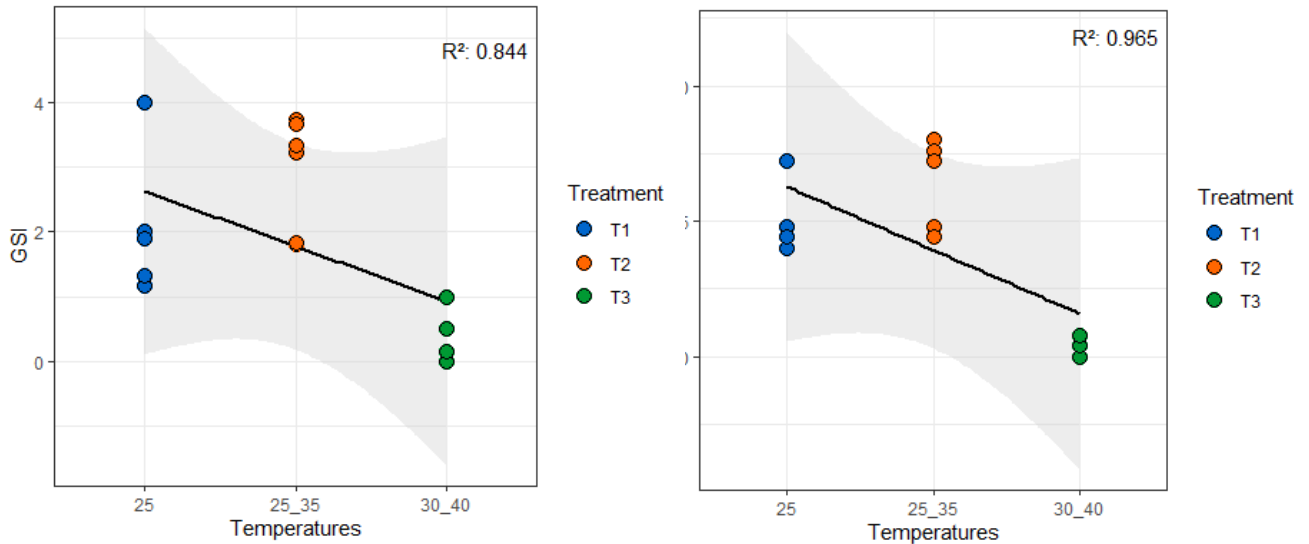 R²: 0.844
4
2
0
GSI
25
25_35
30_40
Temperatures
Treatment
T1
T2
T3
R²: 0.965
25
25_35
30_40
Temperatures
Treatment
T1
T2
T3